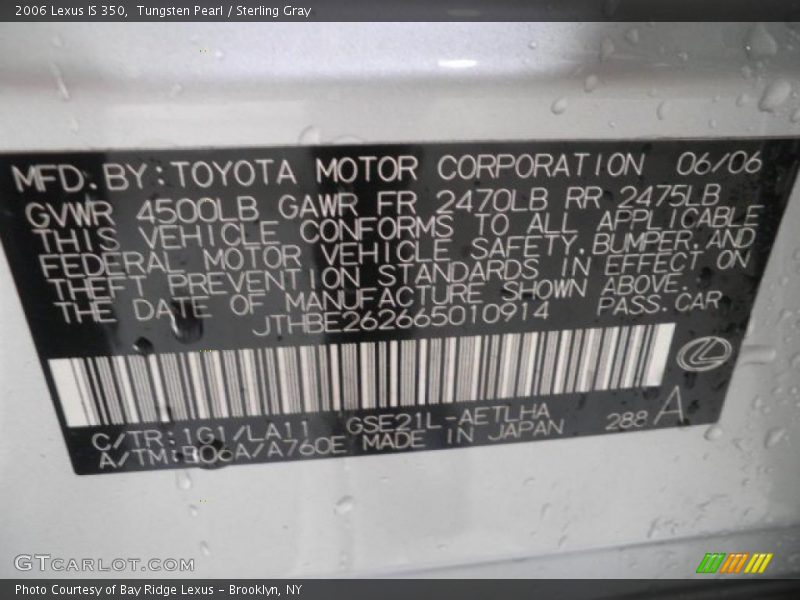 2006 Lexus IS 350, Tungsten Pearl / Sterling Gray
MFD. BY: TOYOTA MOTOR CORPORATION 06/06
GVWR 4500LB GAWR FR 2470LB RR 2475LB
THIS VEHICLE CONFORMS TO ALL APPLICABLE
FEDERAL MOTOR VEHICLE SAFETY, BUMPER, AND
THEFT PREVENTION STANDARDS IN EFFECT ON
THE DATE OF MANUFACTURE SHOWN ABOVE.
JTHBE262665010914 PASS. CAR
C/TR: 1G1/LA11 GSE21L-AETLHA
A/TM: B06A/A760E MADE IN JAPAN 288 A
GTCARLOT.COM
Photo Courtesy of Bay Ridge Lexus - Brooklyn, NY